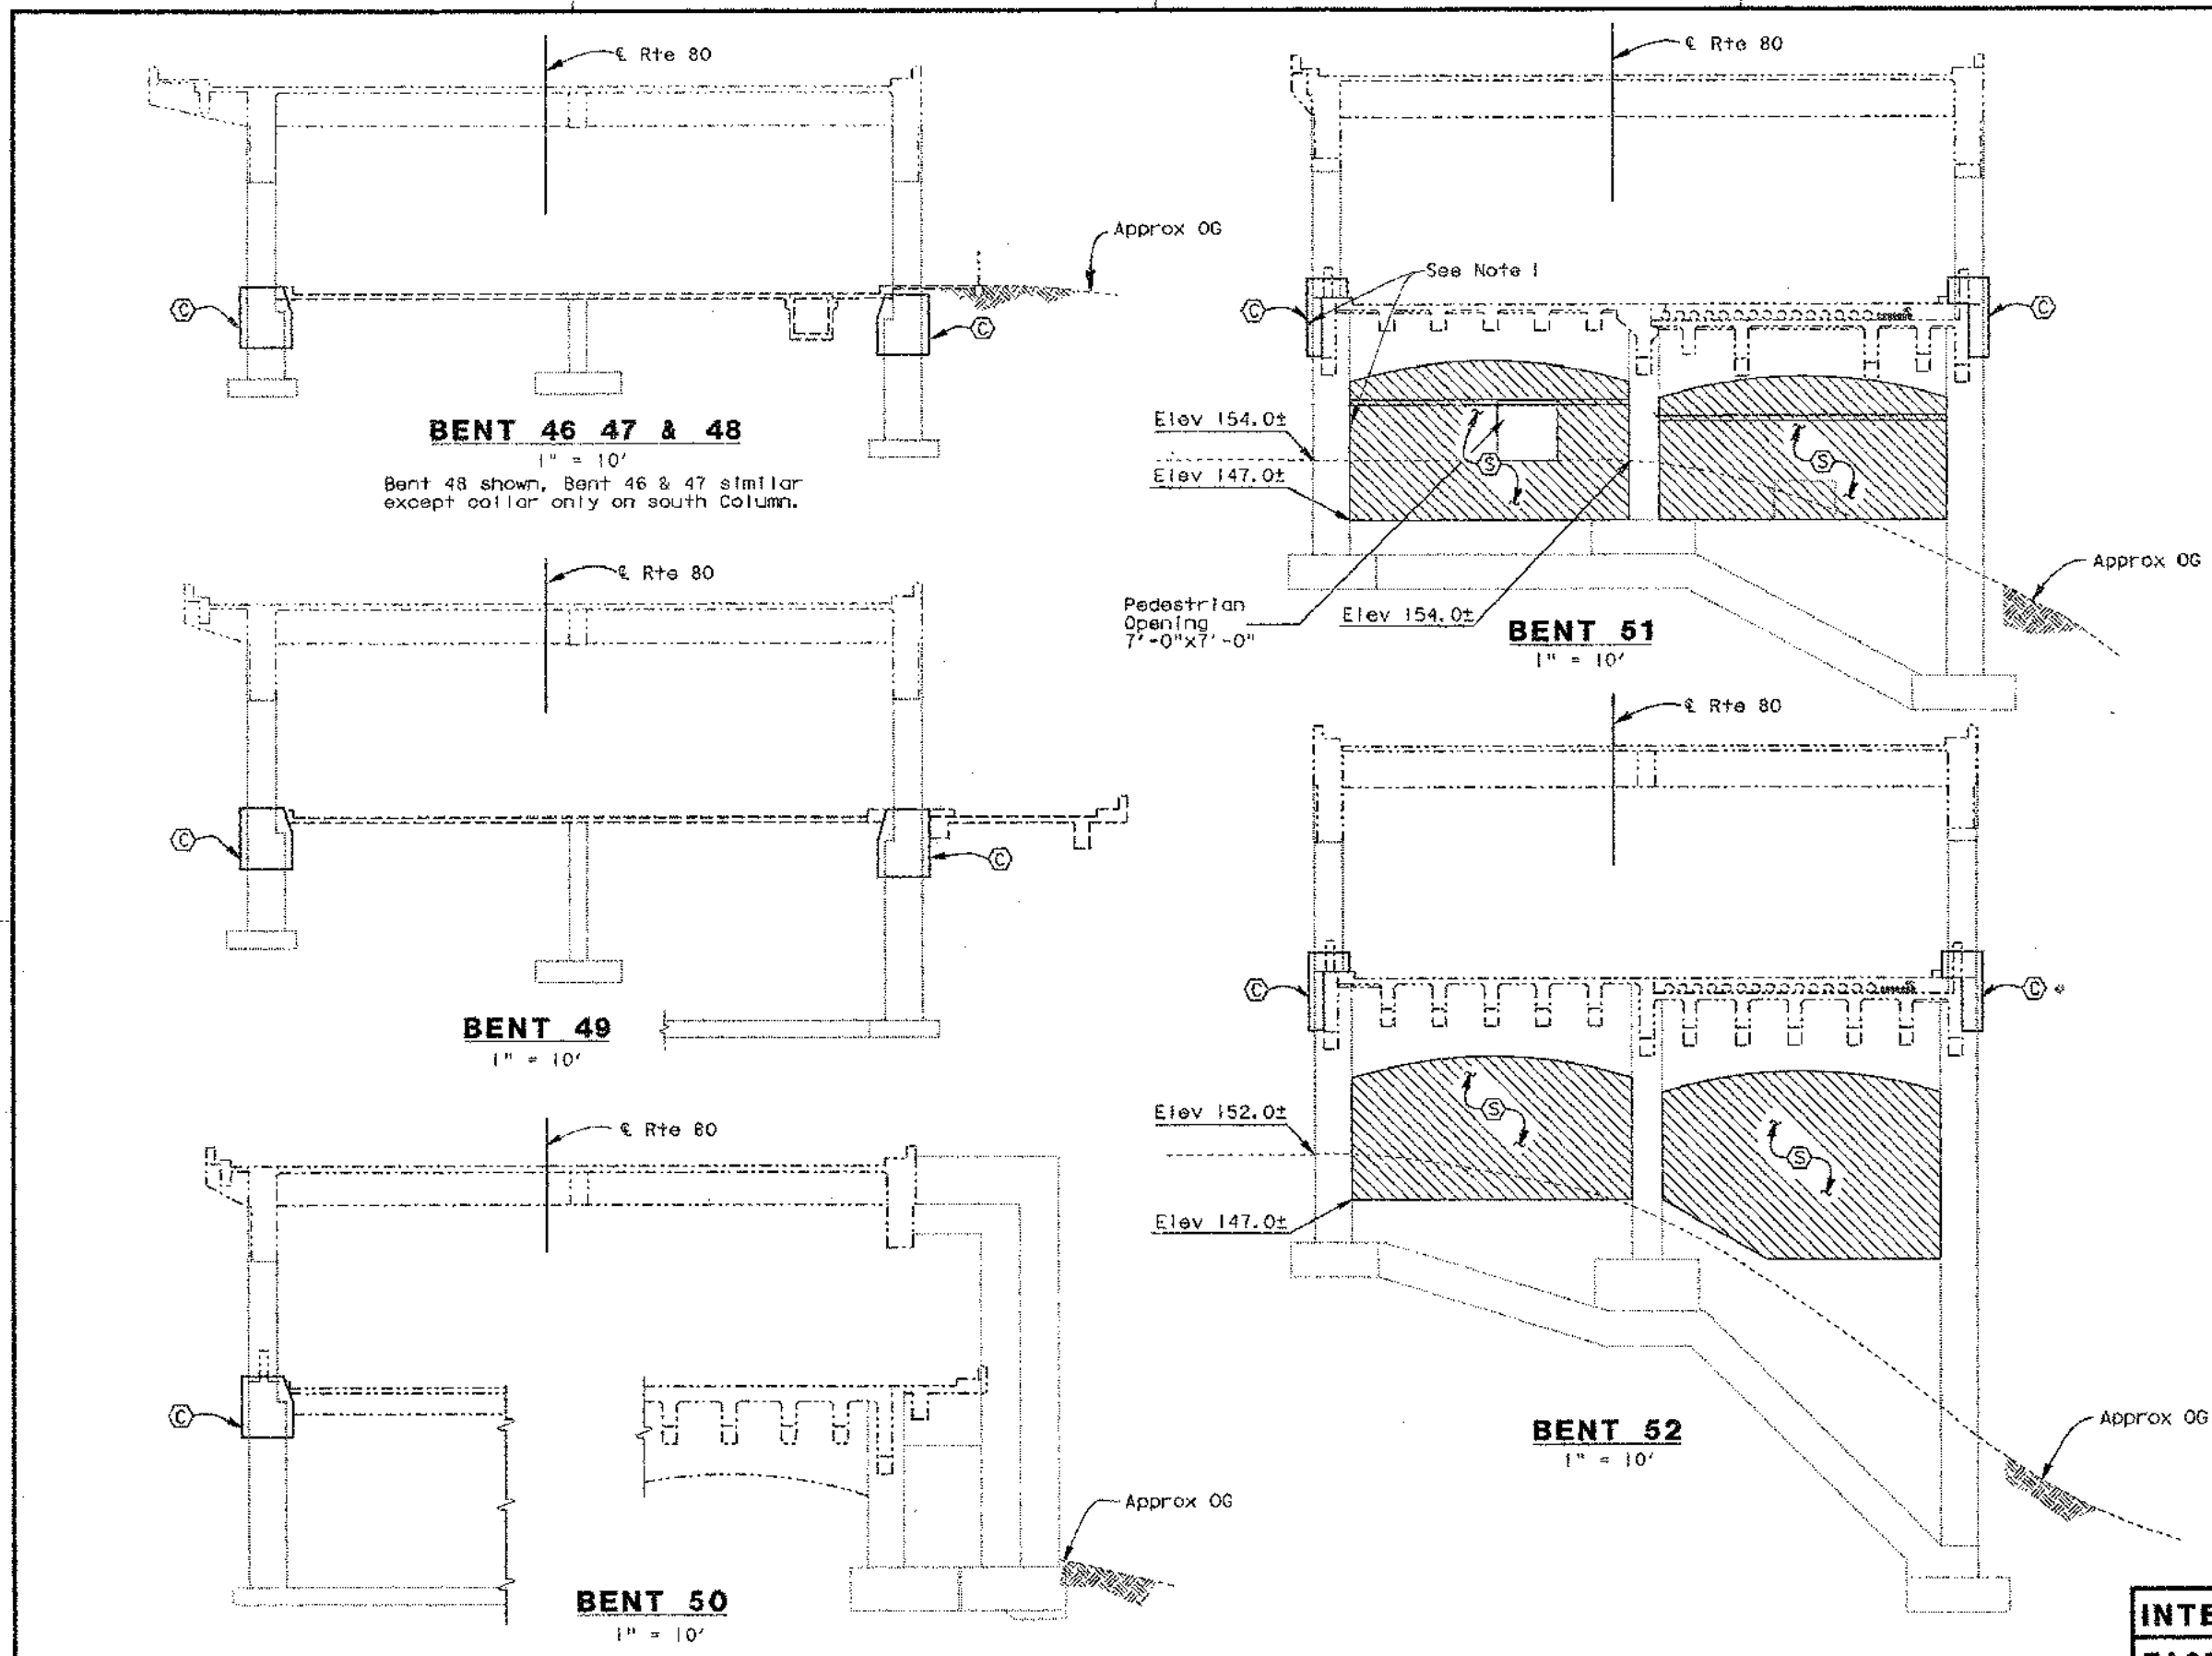 ℄ Rte 80
Approx OG
C
C
BENT 46 47 & 48
1" = 10'
Bent 48 shown, Bent 46 & 47 similar
except collar only on south Column.
℄ Rte 80
C
C
BENT 49
1" = 10'
℄ Rte 80
C
Approx OG
BENT 50
1" = 10'
℄ Rte 80
See Note 1
C
C
Elev 154.0±
Elev 147.0±
S
S
Pedestrian
Opening
7'-0"x7'-0"
Elev 154.0±
Approx OG
BENT 51
1" = 10'
℄ Rte 80
C
C
Elev 152.0±
Elev 147.0±
S
S
Approx OG
BENT 52
1" = 10'
INTE